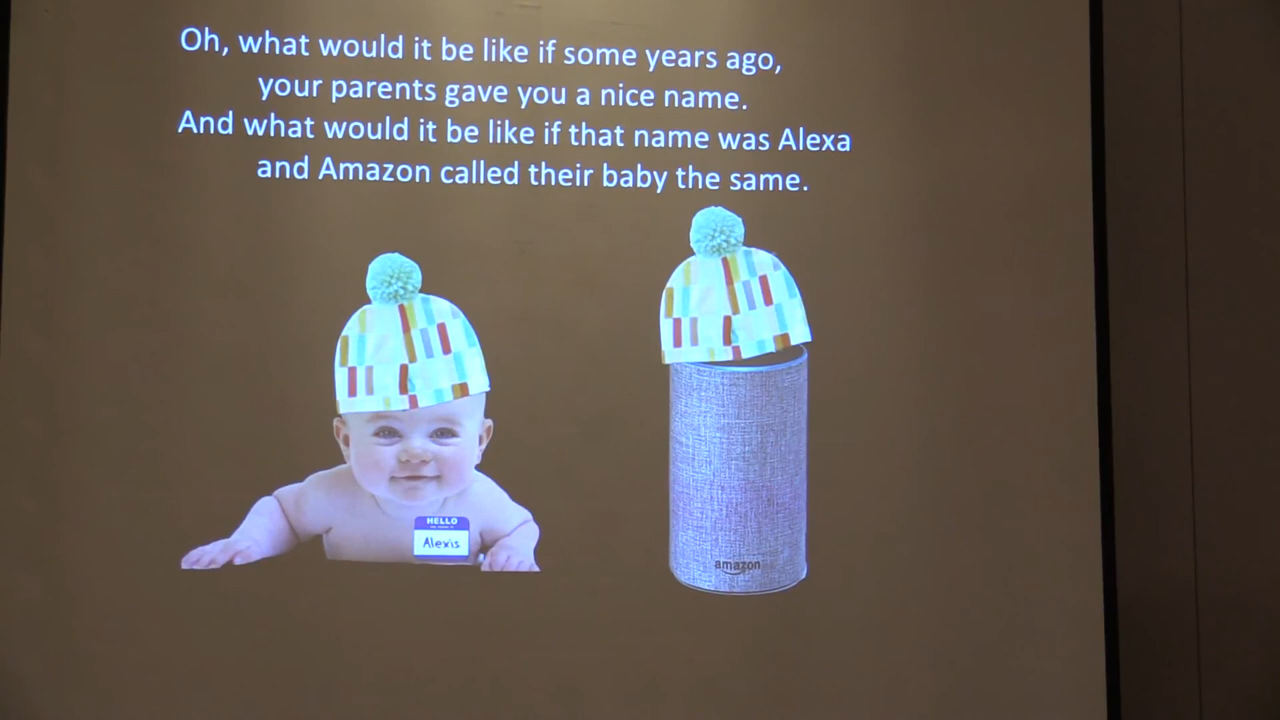 Oh, what would it be like if some years ago,
your parents gave you a nice name.
And what would it be like if that name was Alexa
and Amazon called their baby the same.
HELLO
Alexis
amazon